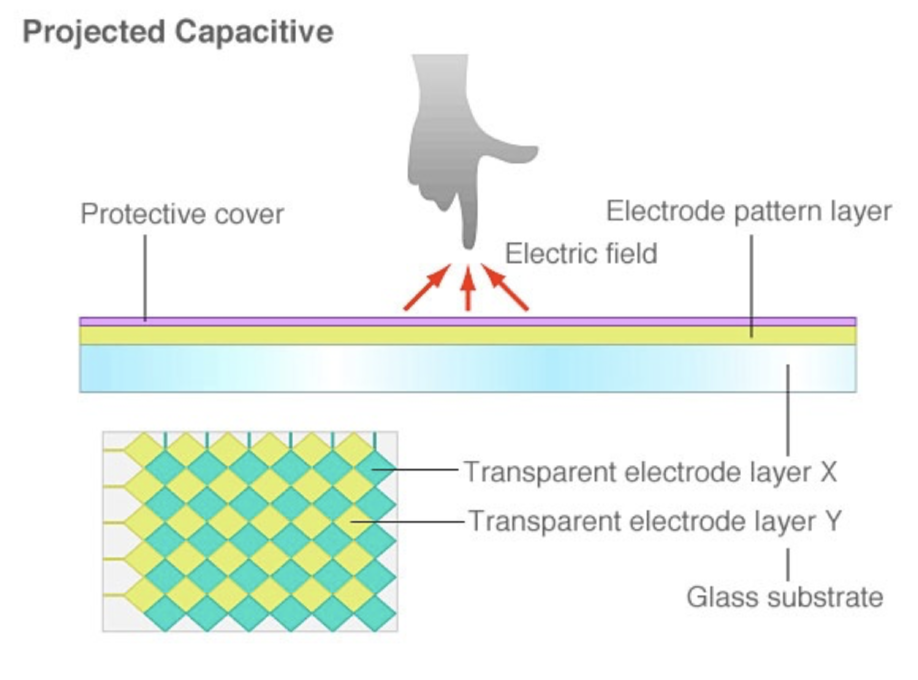 Projected Capacitive
Protective cover
Electrode pattern layer
Electric field
Transparent electrode layer X
Transparent electrode layer Y
Glass substrate